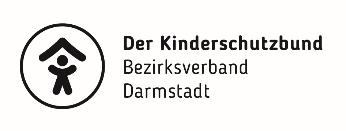 Der Kinderschutzbund
Bezirksverband
Darmstadt